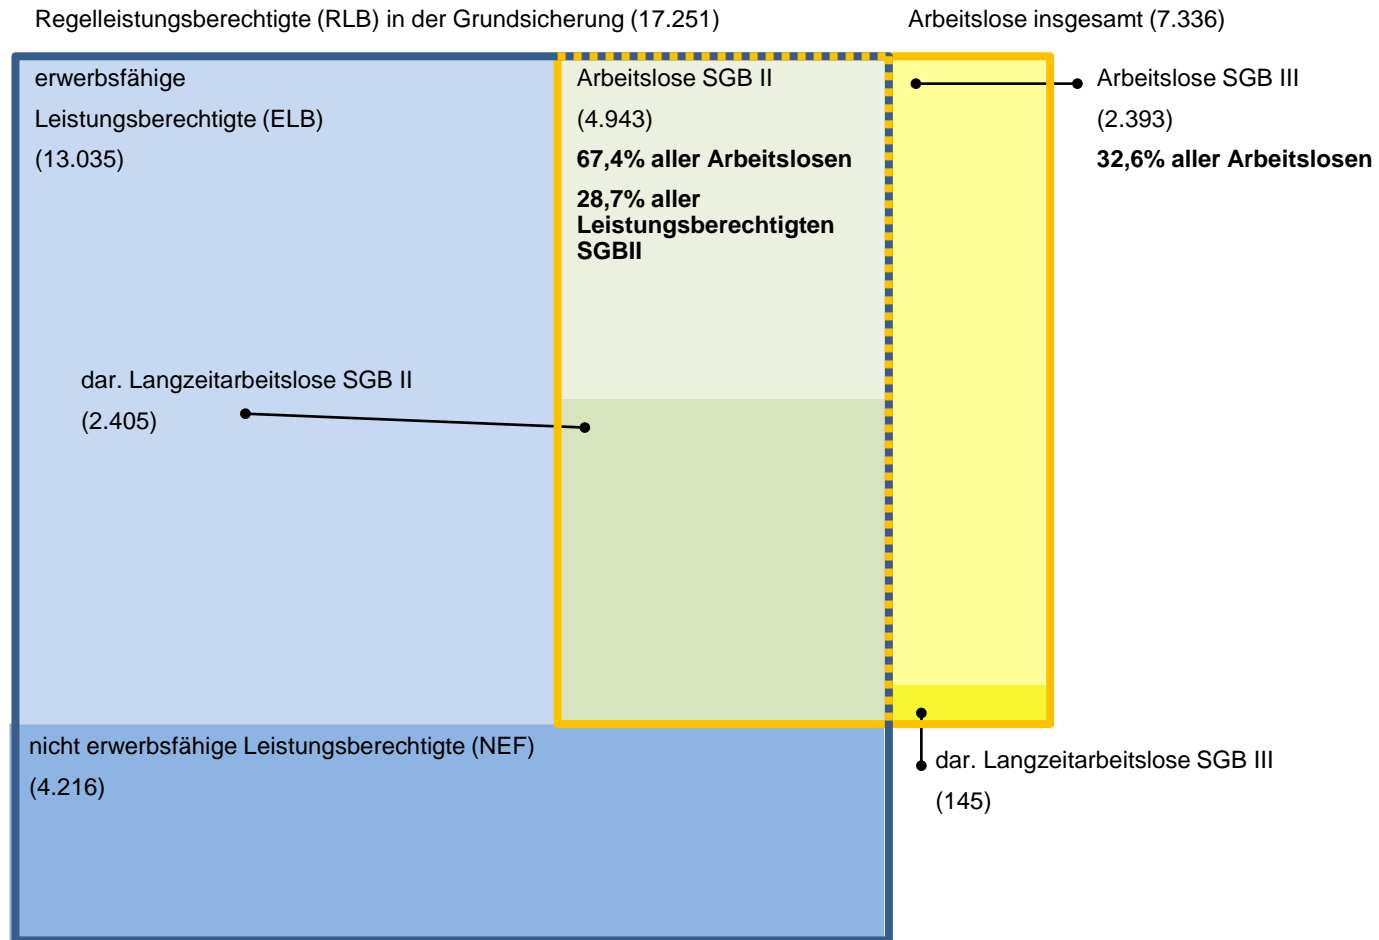 Regelleistungsberechtigte (RLB) in der Grundsicherung (17.251)
Arbeitslose insgesamt (7.336)
erwerbsfähige
Leistungsberechtigte (ELB)
(13.035)
Arbeitslose SGB II
(4.943)
67,4% aller Arbeitslosen
28,7% aller
Leistungsberechtigten
SGBII
Arbeitslose SGB III
(2.393)
32,6% aller Arbeitslosen
dar. Langzeitarbeitslose SGB II
(2.405)
nicht erwerbsfähige Leistungsberechtigte (NEF)
(4.216)
dar. Langzeitarbeitslose SGB III
(145)